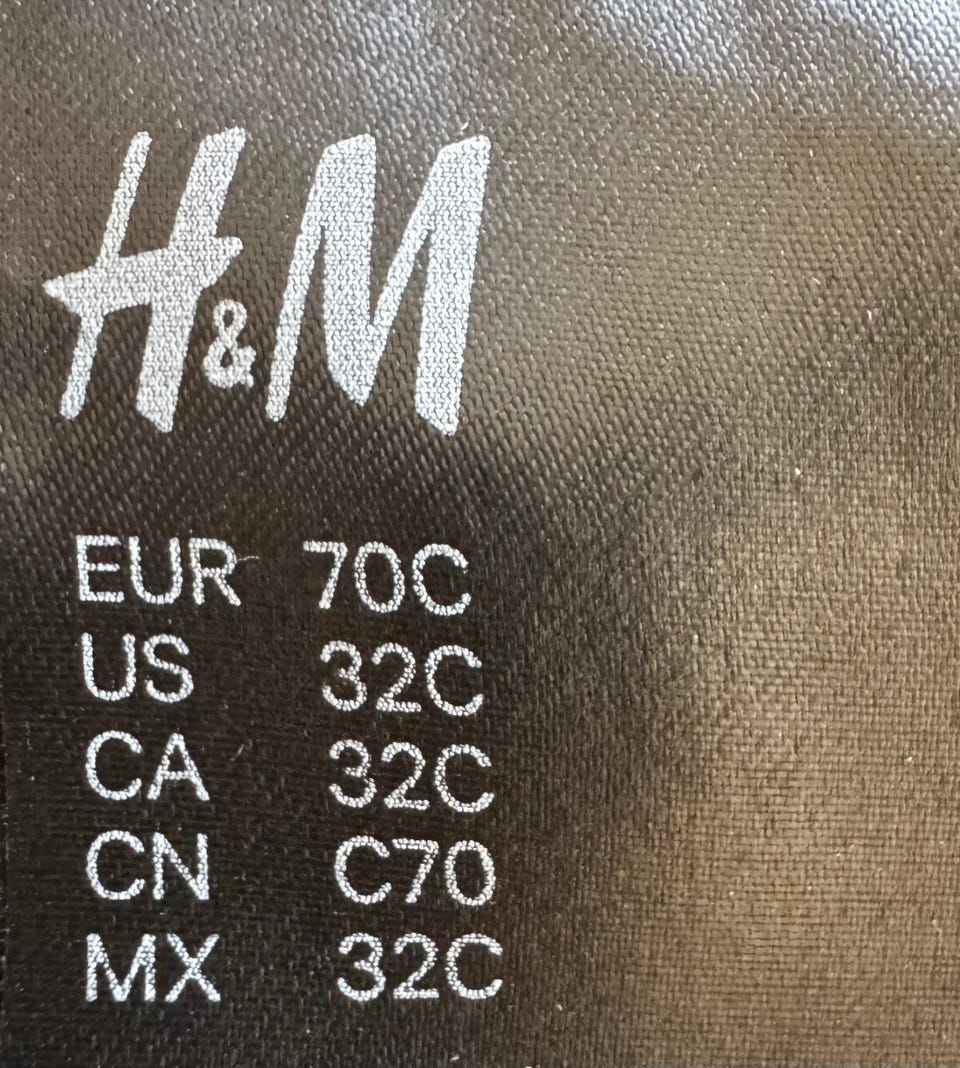 H&M
EUR 70C
US 32C
CA 32C
CN C70
MX 32C